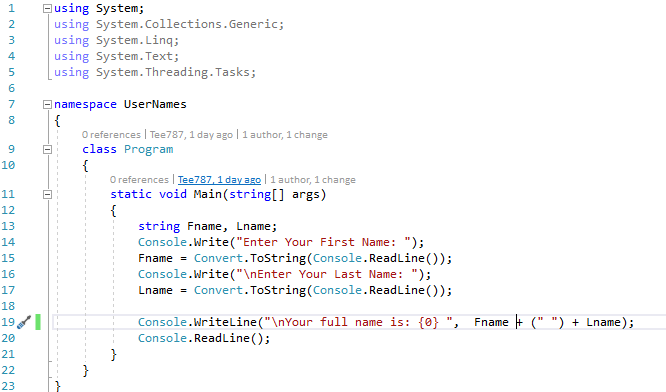 1 using System;
2 using System.Collections.Generic;
3 using System.Linq;
4 using System.Text;
5 using System.Threading.Tasks;
6
7 namespace UserNames
8 {
0 references | Tee787, 1 day ago | 1 author, 1 change
9 class Program
10 {
0 references | Tee787, 1 day ago | 1 author, 1 change
11 static void Main(string[] args)
12 {
13 string Fname, Lname;
14 Console.Write("Enter Your First Name: ");
15 Fname = Convert.ToString(Console.ReadLine());
16 Console.Write("\nEnter Your Last Name: ");
17 Lname = Convert.ToString(Console.ReadLine());
18
19 Console.WriteLine("\nYour full name is: {0} ",  Fname + (" ") + Lname);
20 Console.ReadLine();
21 }
22 }
23 }